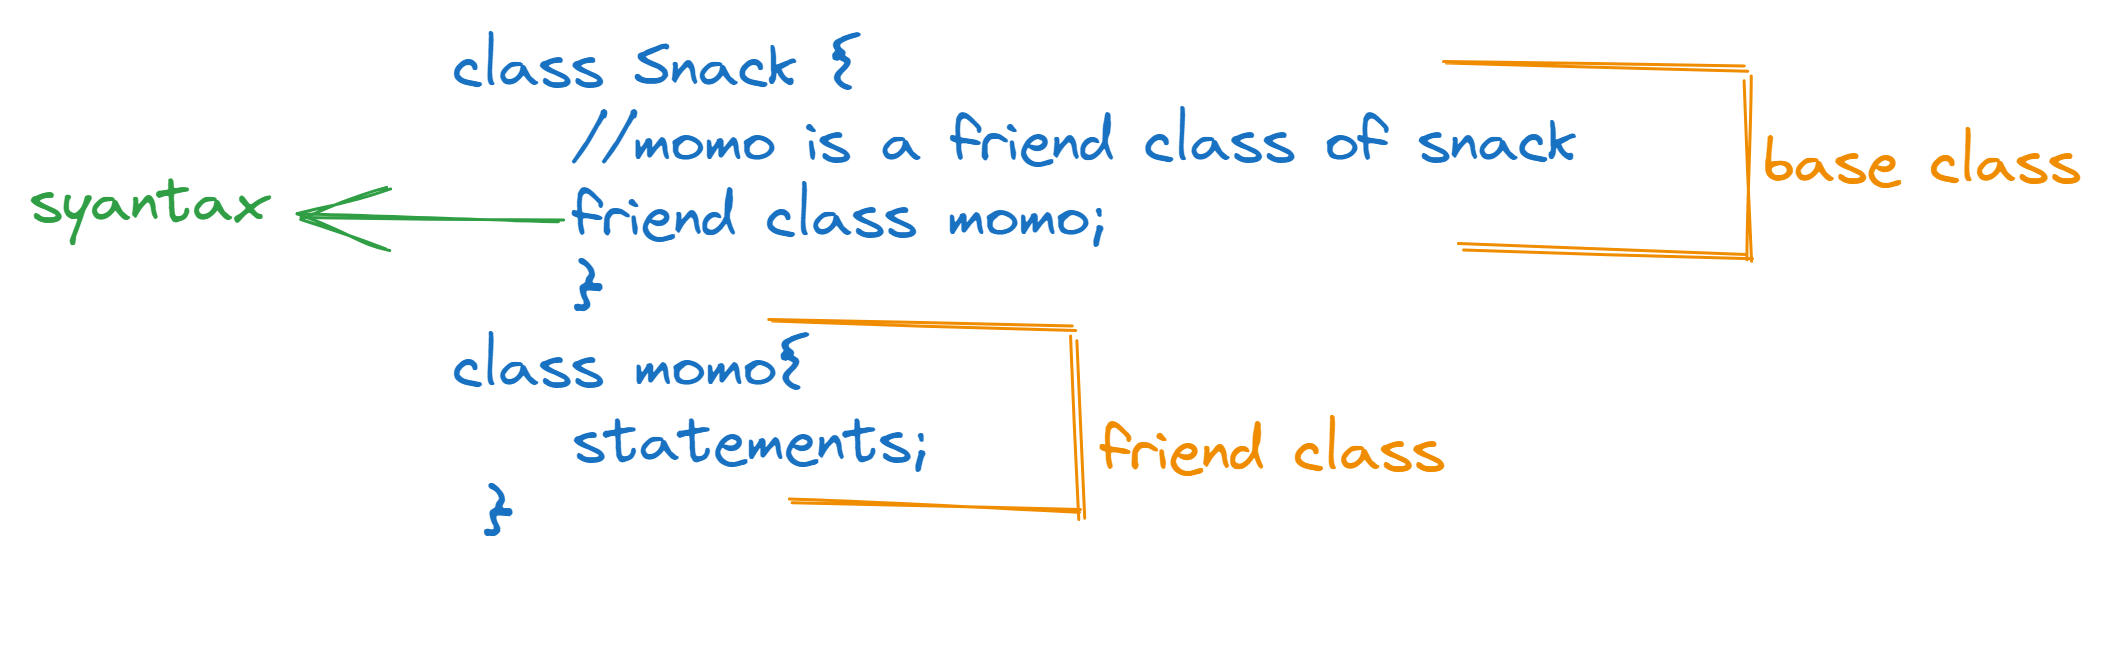 class Snack {
//momo is a friend class of snack
base class
syantax
friend class momo;
}
class momo{
statements;
friend class
}